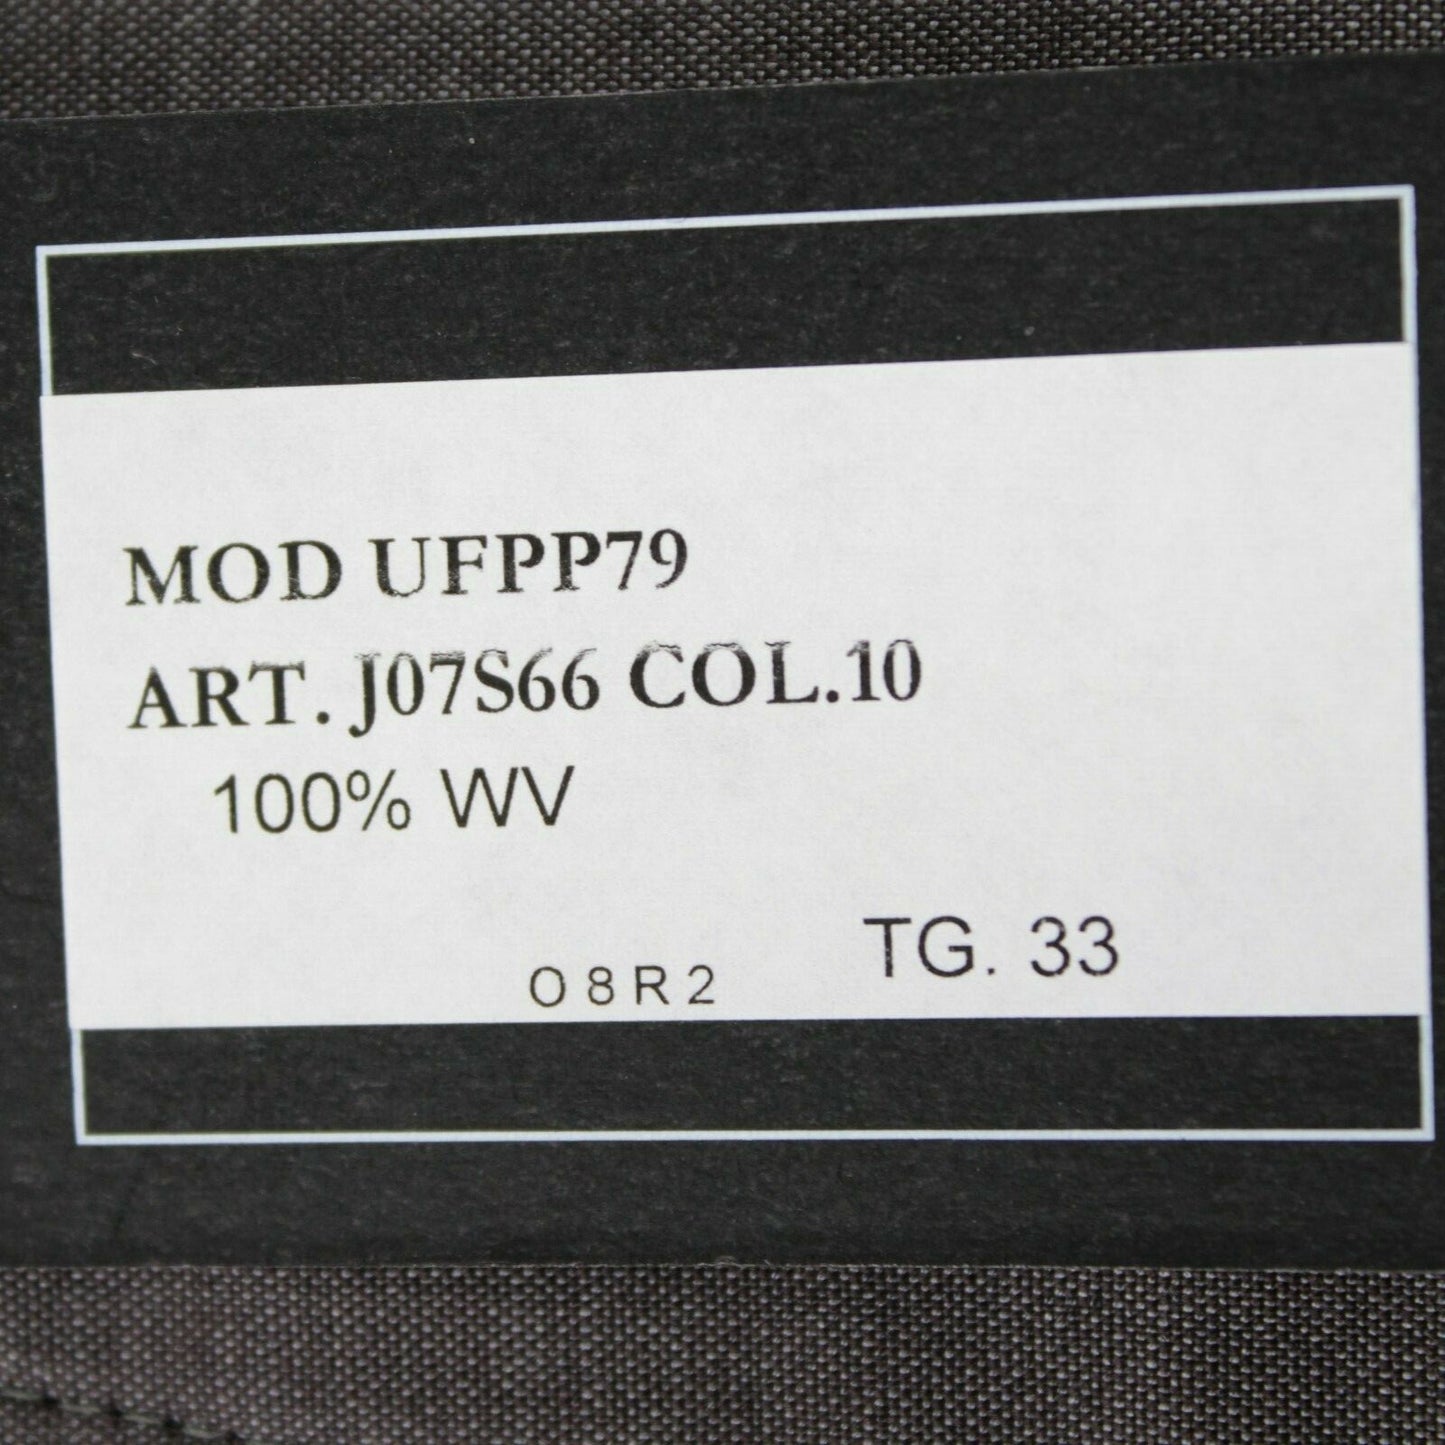 MOD UFPP79
ART. J07S66 COL.10
100% WV
TG. 33
O8R2